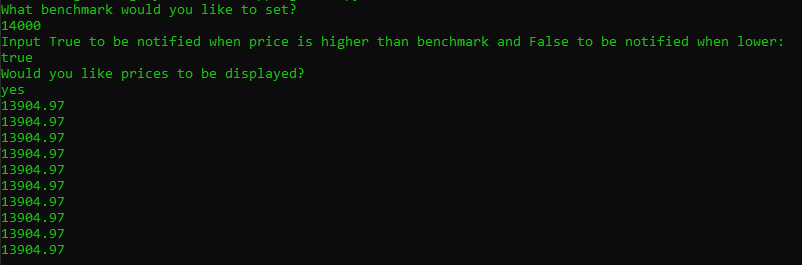 What benchmark would you like to set?
14000
Input True to be notified when price is higher than benchmark and False to be notified when lower:
true
Would you like prices to be displayed?
yes
13904.97
13904.97
13904.97
13904.97
13904.97
13904.97
13904.97
13904.97
13904.97
13904.97